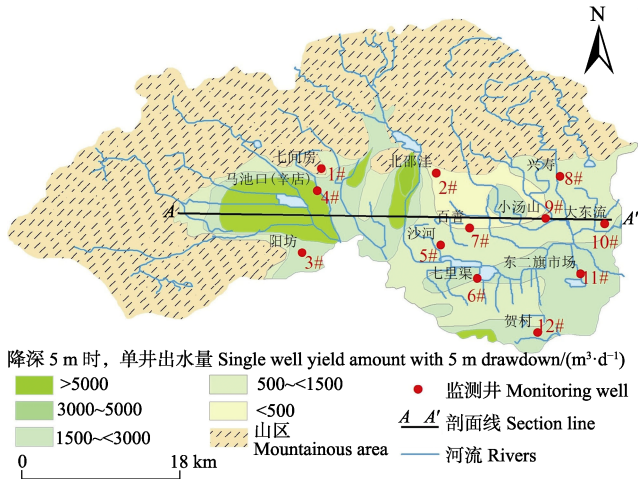 N
七间房
1#
马池口(辛店)
4#
北邵洼
2#
兴寿
8#
A
百善
7#
小汤山
9#
大东流
A′
10#
阳坊
3#
沙河
5#
七里渠
6#
东二旗市场
11#
贺村
12#
降深 5 m 时，单井出水量 Single well yield amount with 5 m drawdown/(m³·d⁻¹)
>5000
500~<1500
监测井 Monitoring well
3000~5000
<500
A A′ 剖面线 Section line
1500~<3000
山区
Mountainous area
河流 Rivers
0 18 km